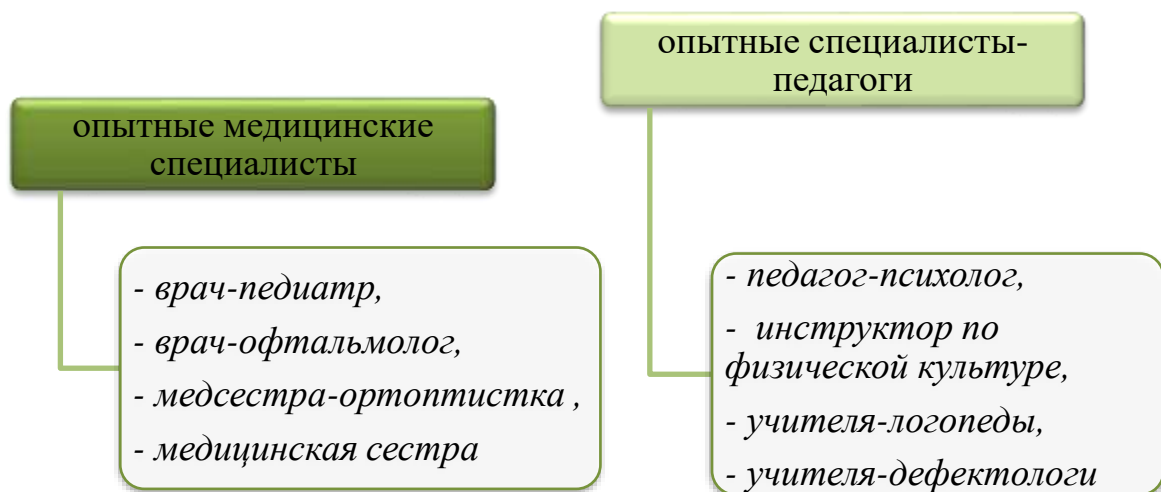 опытные медицинские
специалисты
- врач-педиатр,
- врач-офтальмолог,
- медсестра-ортоптистка ,
- медицинская сестра
опытные специалисты-
педагоги
- педагог-психолог,
- инструктор по
физической культуре,
- учителя-логопеды,
- учителя-дефектологи